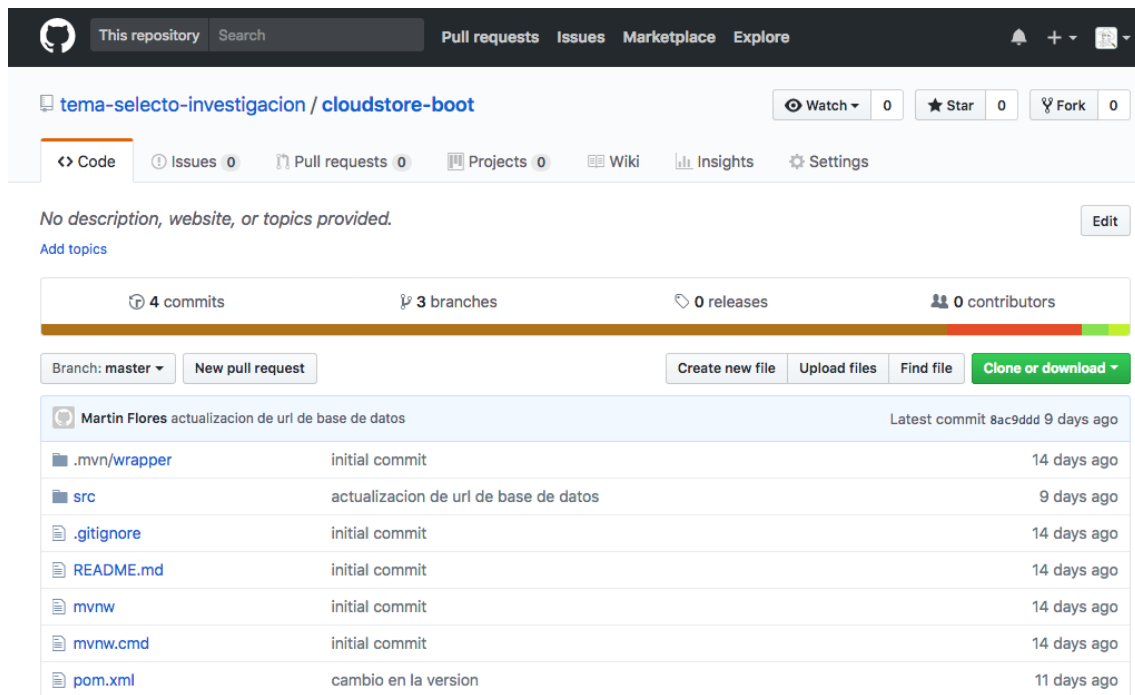 This repository Search Pull requests Issues Marketplace Explore
tema-selecto-investigacion / cloudstore-boot Watch 0 Star 0 Fork 0
<> Code Issues 0 Pull requests 0 Projects 0 Wiki Insights Settings
No description, website, or topics provided. Edit
Add topics
4 commits 3 branches 0 releases 0 contributors
Branch: master New pull request Create new file Upload files Find file Clone or download
Martin Flores actualizacion de url de base de datos Latest commit 8ac9ddd 9 days ago
.mvn/wrapper initial commit 14 days ago
src actualizacion de url de base de datos 9 days ago
.gitignore initial commit 14 days ago
README.md initial commit 14 days ago
mvnw initial commit 14 days ago
mvnw.cmd initial commit 14 days ago
pom.xml cambio en la version 11 days ago